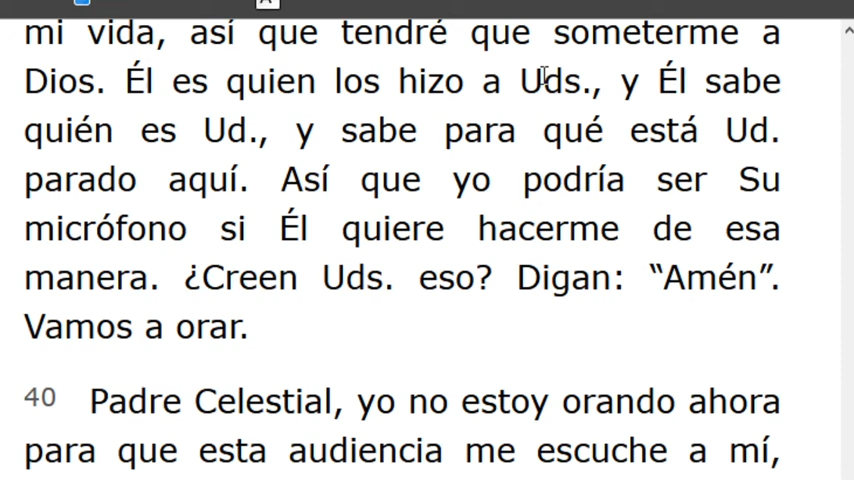 mi vida, así que tendré que someterme a
Dios. Él es quien los hizo a Uds., y Él sabe
quién es Ud., y sabe para qué está Ud.
parado aquí. Así que yo podría ser Su
micrófono si Él quiere hacerme de esa
manera. ¿Creen Uds. eso? Digan: “Amén”.
Vamos a orar.
40 Padre Celestial, yo no estoy orando ahora
para que esta audiencia me escuche a mí,